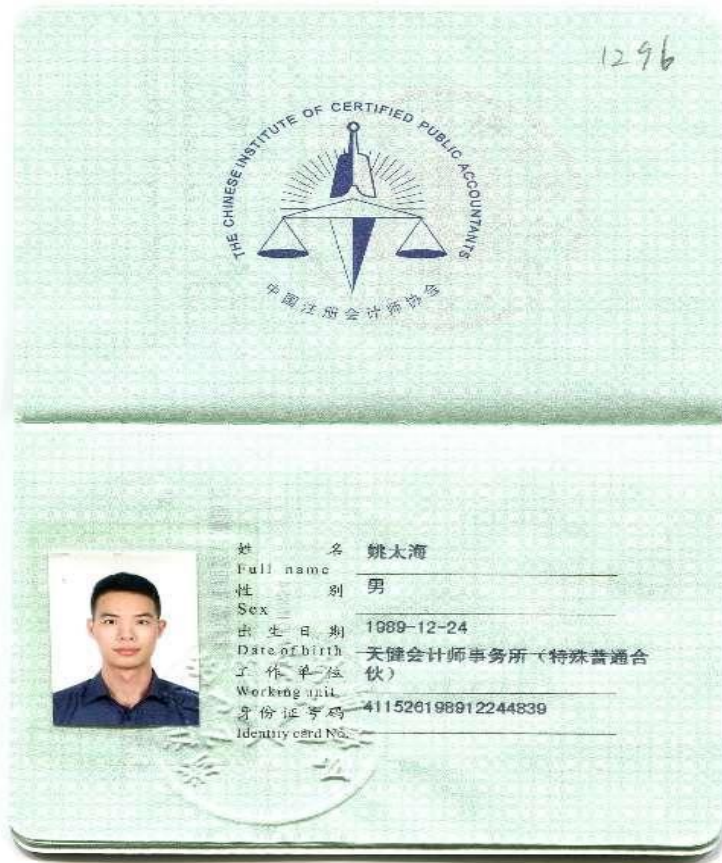 1296
THE CHINESE INSTITUTE OF CERTIFIED PUBLIC ACCOUNTANTS
中国注册会计师协会
姓 名 姚太海
Full name
性 别 男
Sex
出生日期 1989-12-24
Date of birth 天健会计师事务所（特殊普通合
工作单位 伙）
Working unit
身份证号码 411526198912244839
Identity card No.